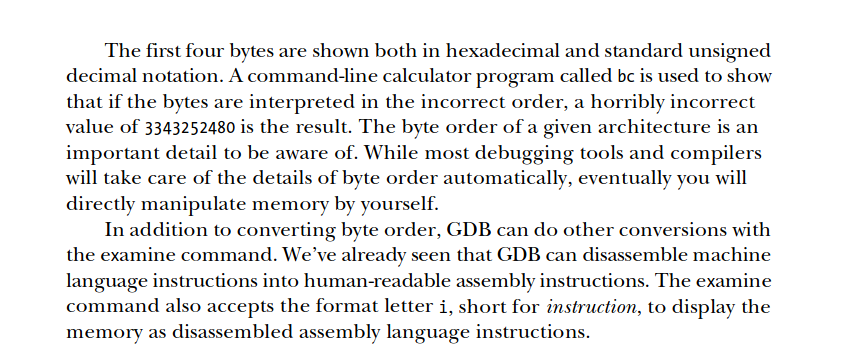 The first four bytes are shown both in hexadecimal and standard unsigned
decimal notation. A command-line calculator program called bc is used to show
that if the bytes are interpreted in the incorrect order, a horribly incorrect
value of 3343252480 is the result. The byte order of a given architecture is an
important detail to be aware of. While most debugging tools and compilers
will take care of the details of byte order automatically, eventually you will
directly manipulate memory by yourself.
In addition to converting byte order, GDB can do other conversions with
the examine command. We’ve already seen that GDB can disassemble machine
language instructions into human-readable assembly instructions. The examine
command also accepts the format letter i, short for instruction, to display the
memory as disassembled assembly language instructions.